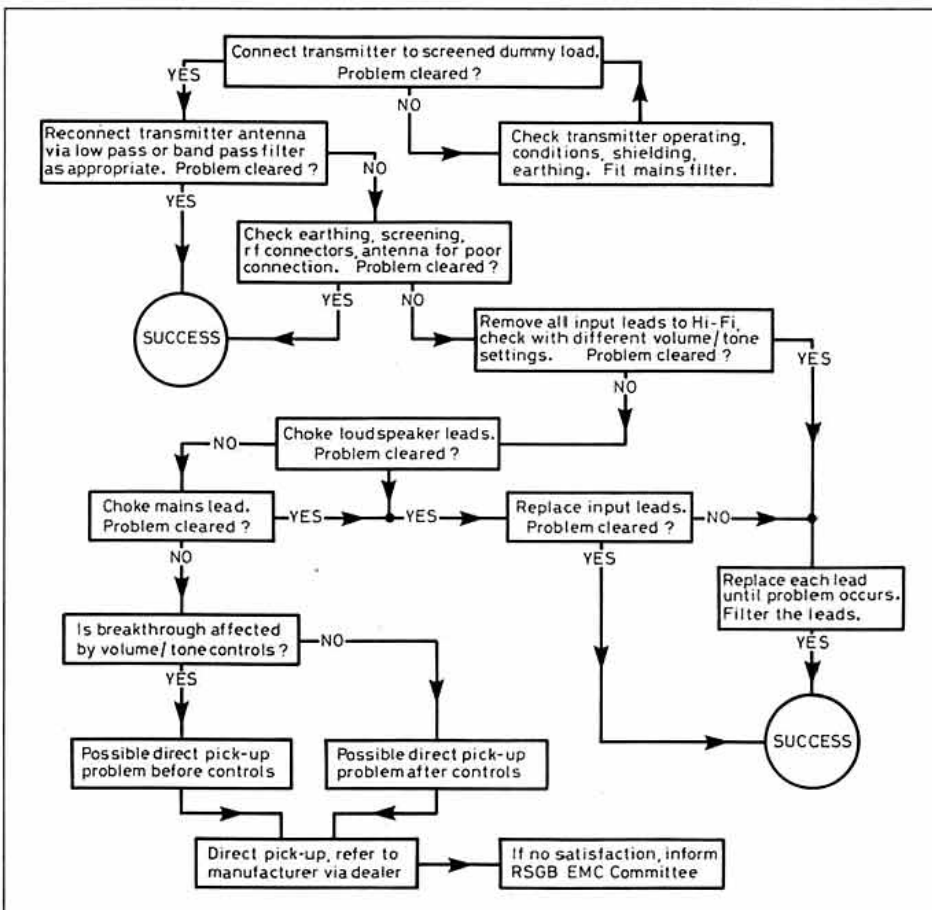 Connect transmitter to screened dummy load.
Problem cleared ?
YES
NO
Reconnect transmitter antenna
via low pass or band pass filter
as appropriate. Problem cleared ?
Check transmitter operating,
conditions, shielding,
earthing. Fit mains filter.
NO
YES
Check earthing, screening,
rf connectors, antenna for poor
connection. Problem cleared ?
YES
NO
SUCCESS
Remove all input leads to Hi-Fi,
check with different volume/tone
settings. Problem cleared ?
YES
NO
Choke loudspeaker leads.
Problem cleared ?
NO
Choke mains lead.
Problem cleared ?
YES
YES
Replace input leads.
Problem cleared ?
NO
NO
YES
Replace each lead
until problem occurs.
Filter the leads.
Is breakthrough affected
by volume/tone controls ?
NO
YES
YES
SUCCESS
Possible direct pick-up
problem before controls
Possible direct pick-up
problem after controls
Direct pick-up, refer to
manufacturer via dealer
If no satisfaction, inform
RSGB EMC Committee